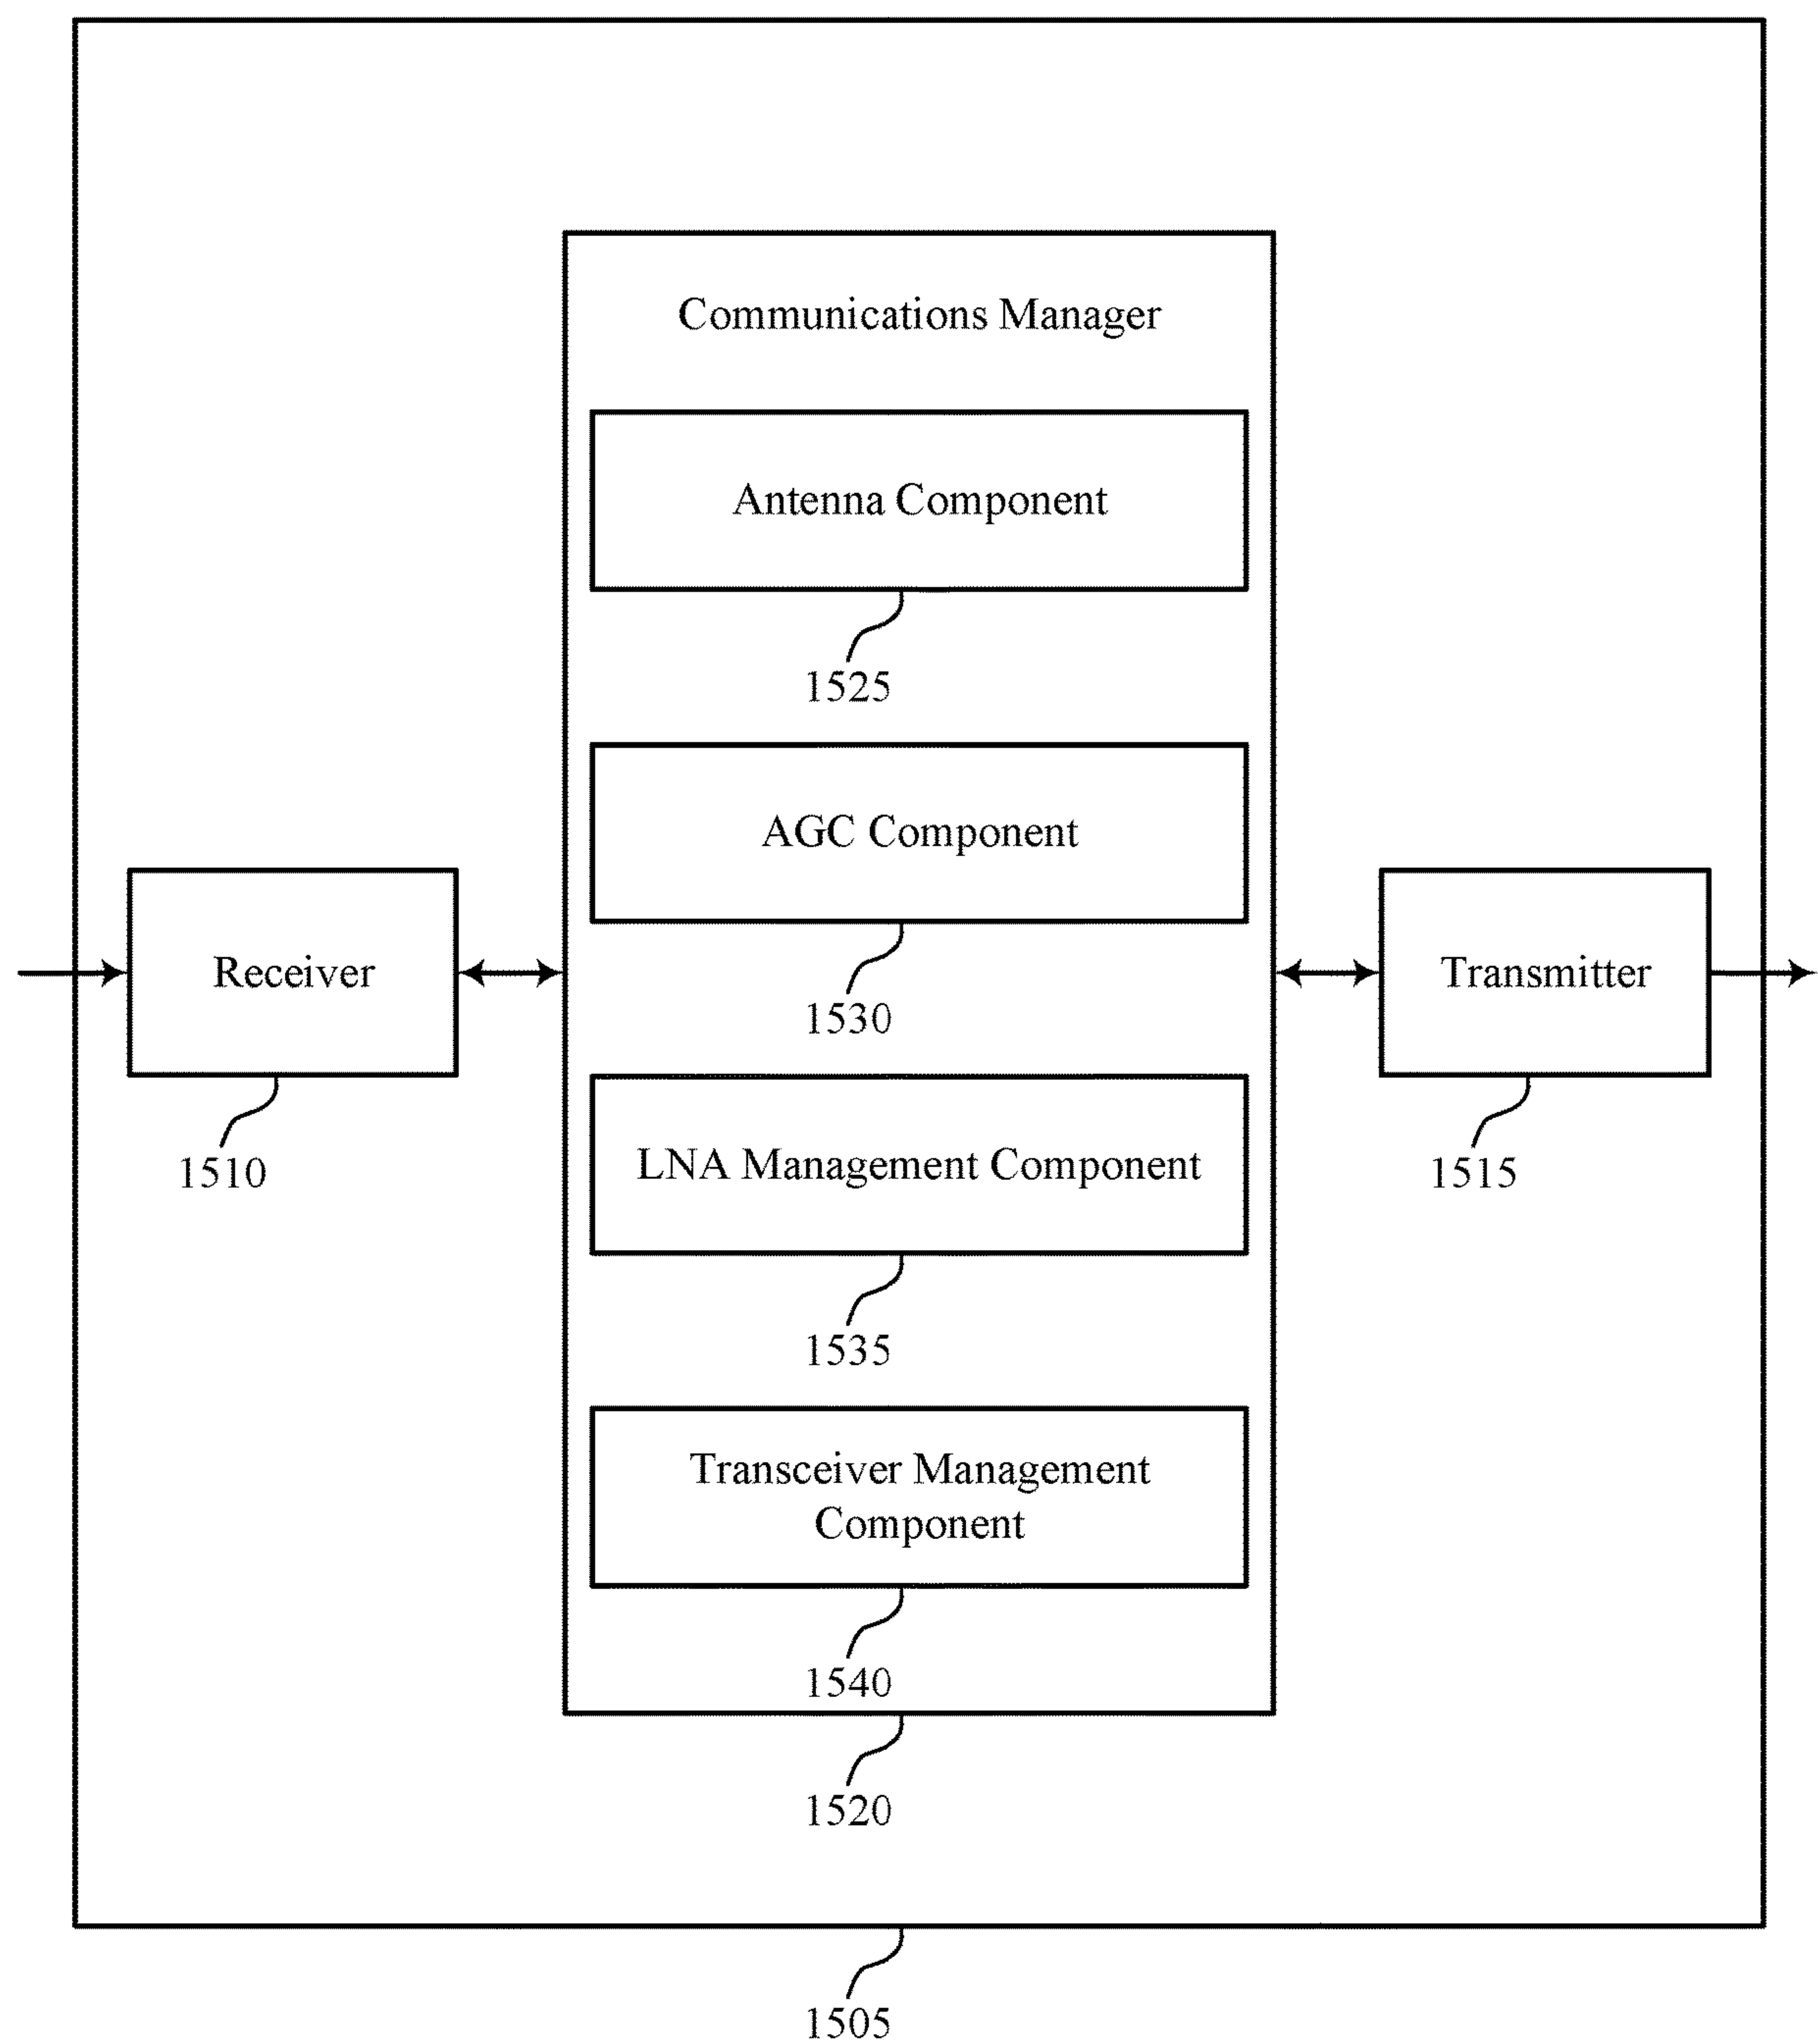 Communications Manager
Antenna Component
1525
AGC Component
1530
Receiver
1510
Transmitter
1515
LNA Management Component
1535
Transceiver Management
Component
1540
1520
1505